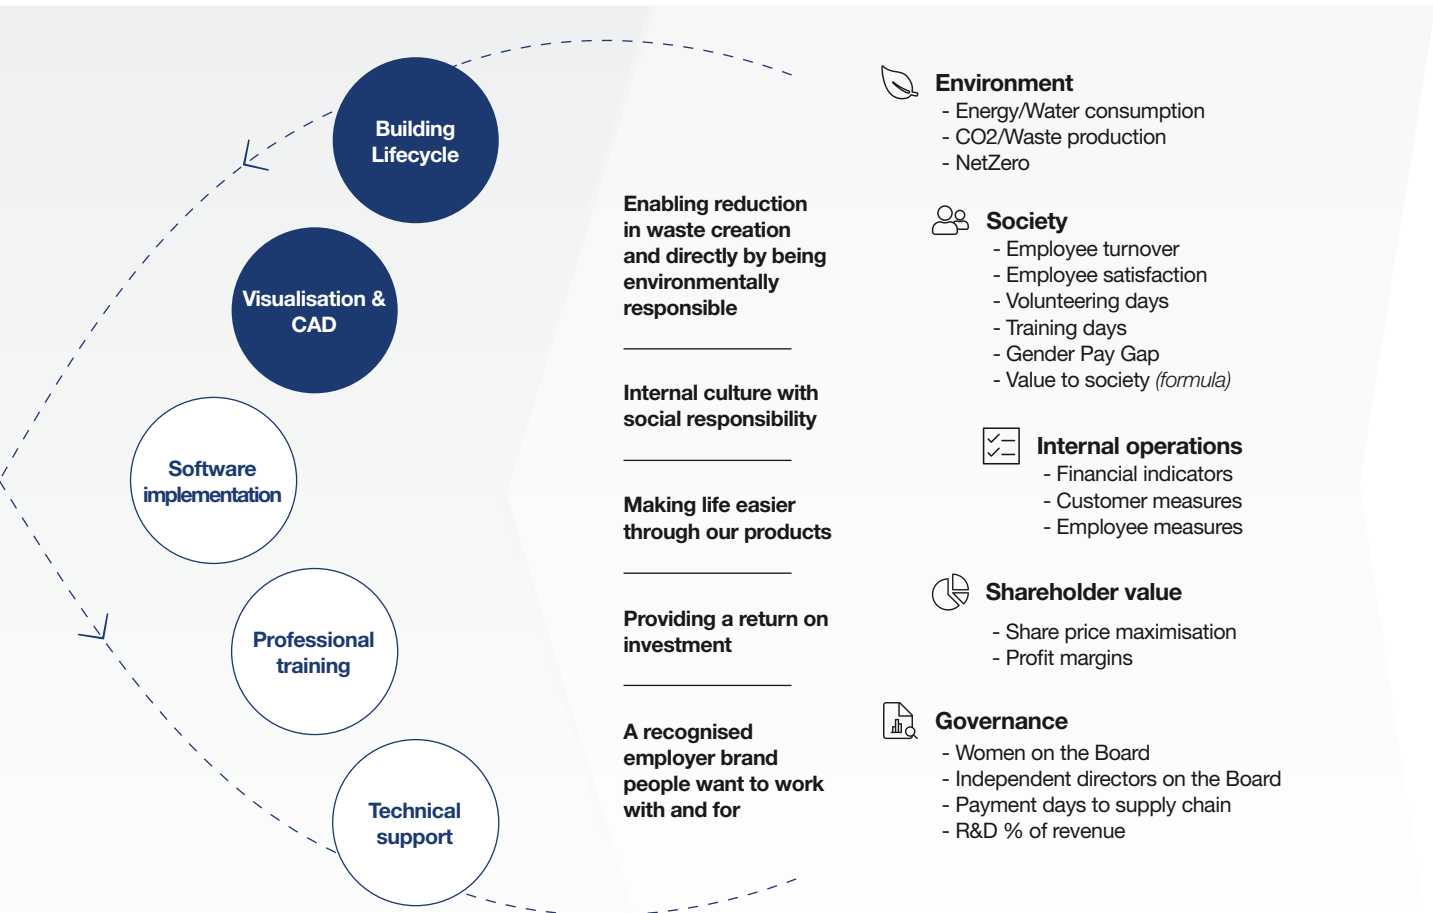 Building
Lifecycle
Visualisation &
CAD
Software
implementation
Professional
training
Technical
support
Enabling reduction
in waste creation
and directly by being
environmentally
responsible
Internal culture with
social responsibility
Making life easier
through our products
Providing a return on
investment
A recognised
employer brand
people want to work
with and for
Environment
- Energy/Water consumption
- CO2/Waste production
- NetZero
Society
- Employee turnover
- Employee satisfaction
- Volunteering days
- Training days
- Gender Pay Gap
- Value to society (formula)
Internal operations
- Financial indicators
- Customer measures
- Employee measures
Shareholder value
- Share price maximisation
- Profit margins
Governance
- Women on the Board
- Independent directors on the Board
- Payment days to supply chain
- R&D % of revenue